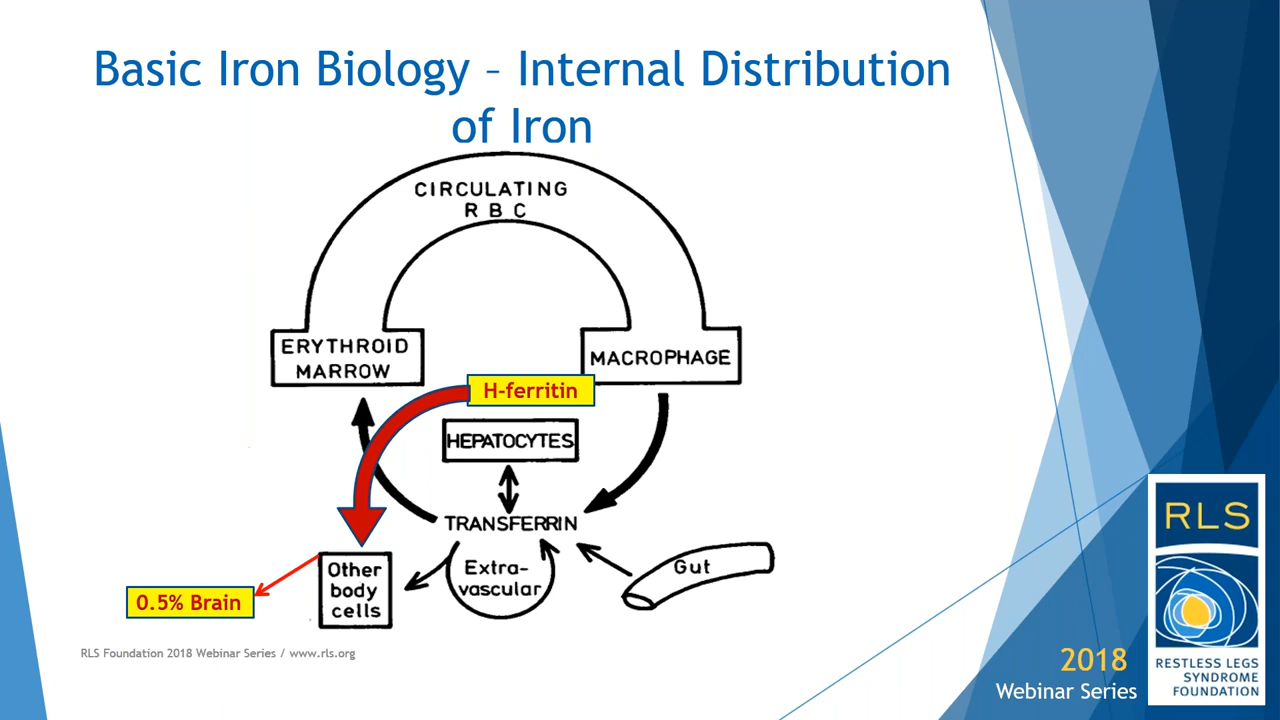 Basic Iron Biology – Internal Distribution
of Iron
CIRCULATING
R B C
ERYTHROID
MARROW
MACROPHAGE
H-ferritin
HEPATOCYTES
TRANSFERRIN
Extra-
vascular
Gut
Other
body
cells
0.5% Brain
RLS Foundation 2018 Webinar Series / www.rls.org
2018
Webinar Series
RLS
RESTLESS LEGS
SYNDROME
FOUNDATION